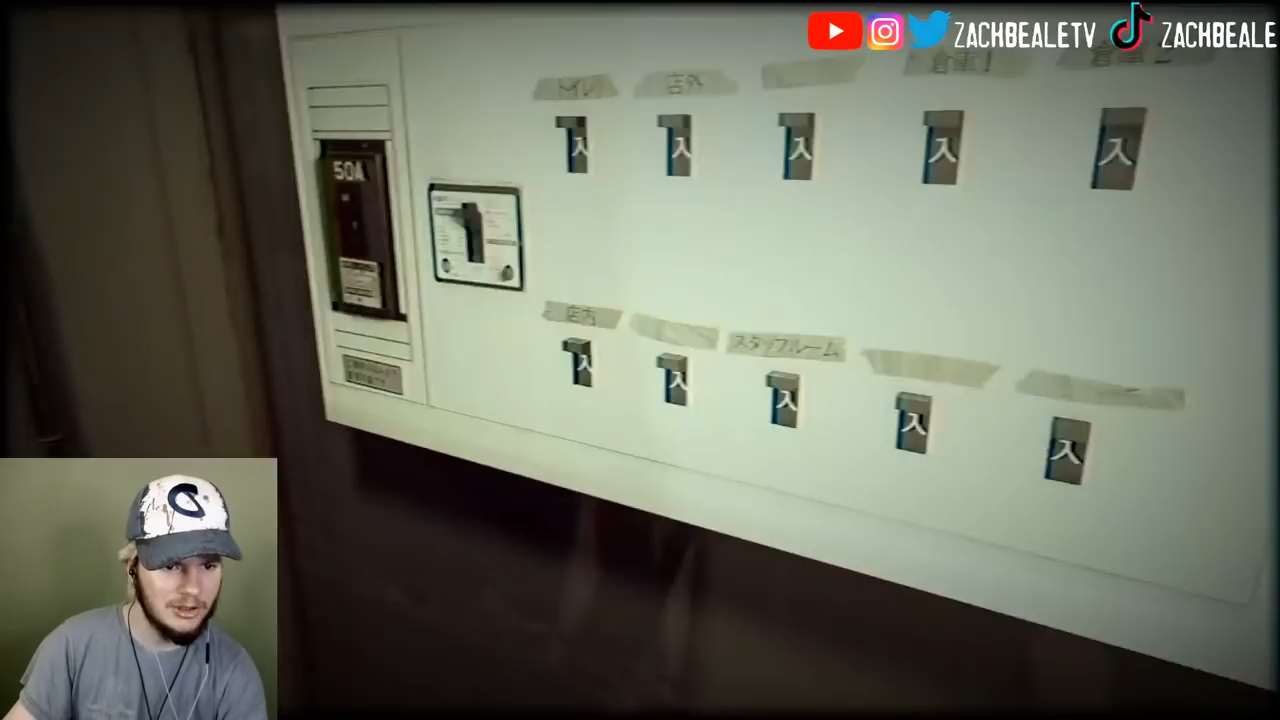 ZACHBEALETV ZACHBEALE
トイレ 店外 倉庫1 倉庫2
入 入 入 入 入
50A
店内 スタッフルーム
入 入 入 入 入